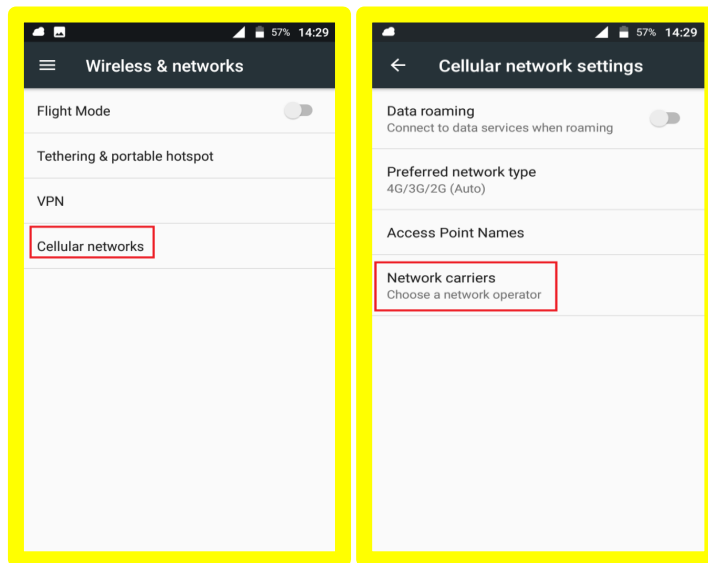 57% 14:29
Wireless & networks
Flight Mode
Tethering & portable hotspot
VPN
Cellular networks
57% 14:29
Cellular network settings
Data roaming
Connect to data services when roaming
Preferred network type
4G/3G/2G (Auto)
Access Point Names
Network carriers
Choose a network operator